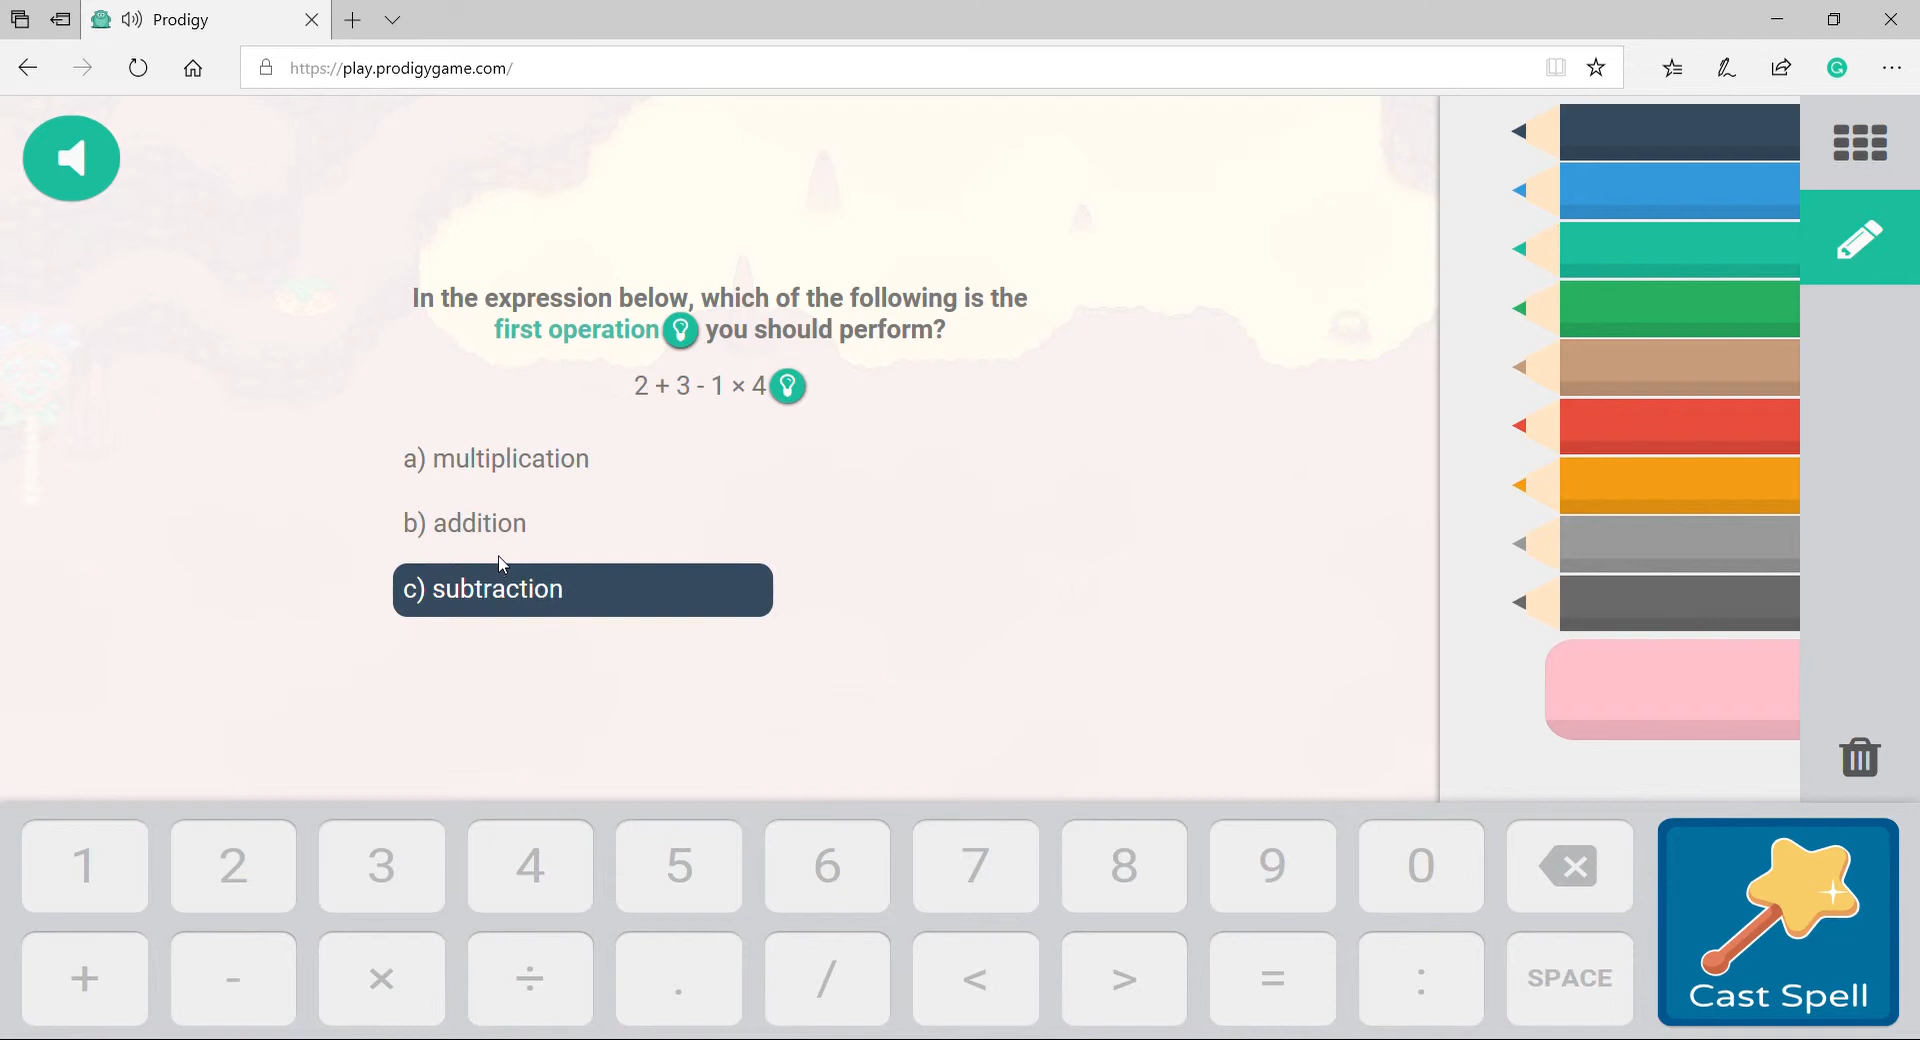 Prodigy
https://play.prodigygame.com/
In the expression below, which of the following is the
first operation you should perform?
2 + 3 - 1 × 4
a) multiplication
b) addition
c) subtraction
1 2 3 4 5 6 7 8 9 0
+ - × ÷ . / < > = : SPACE
Cast Spell